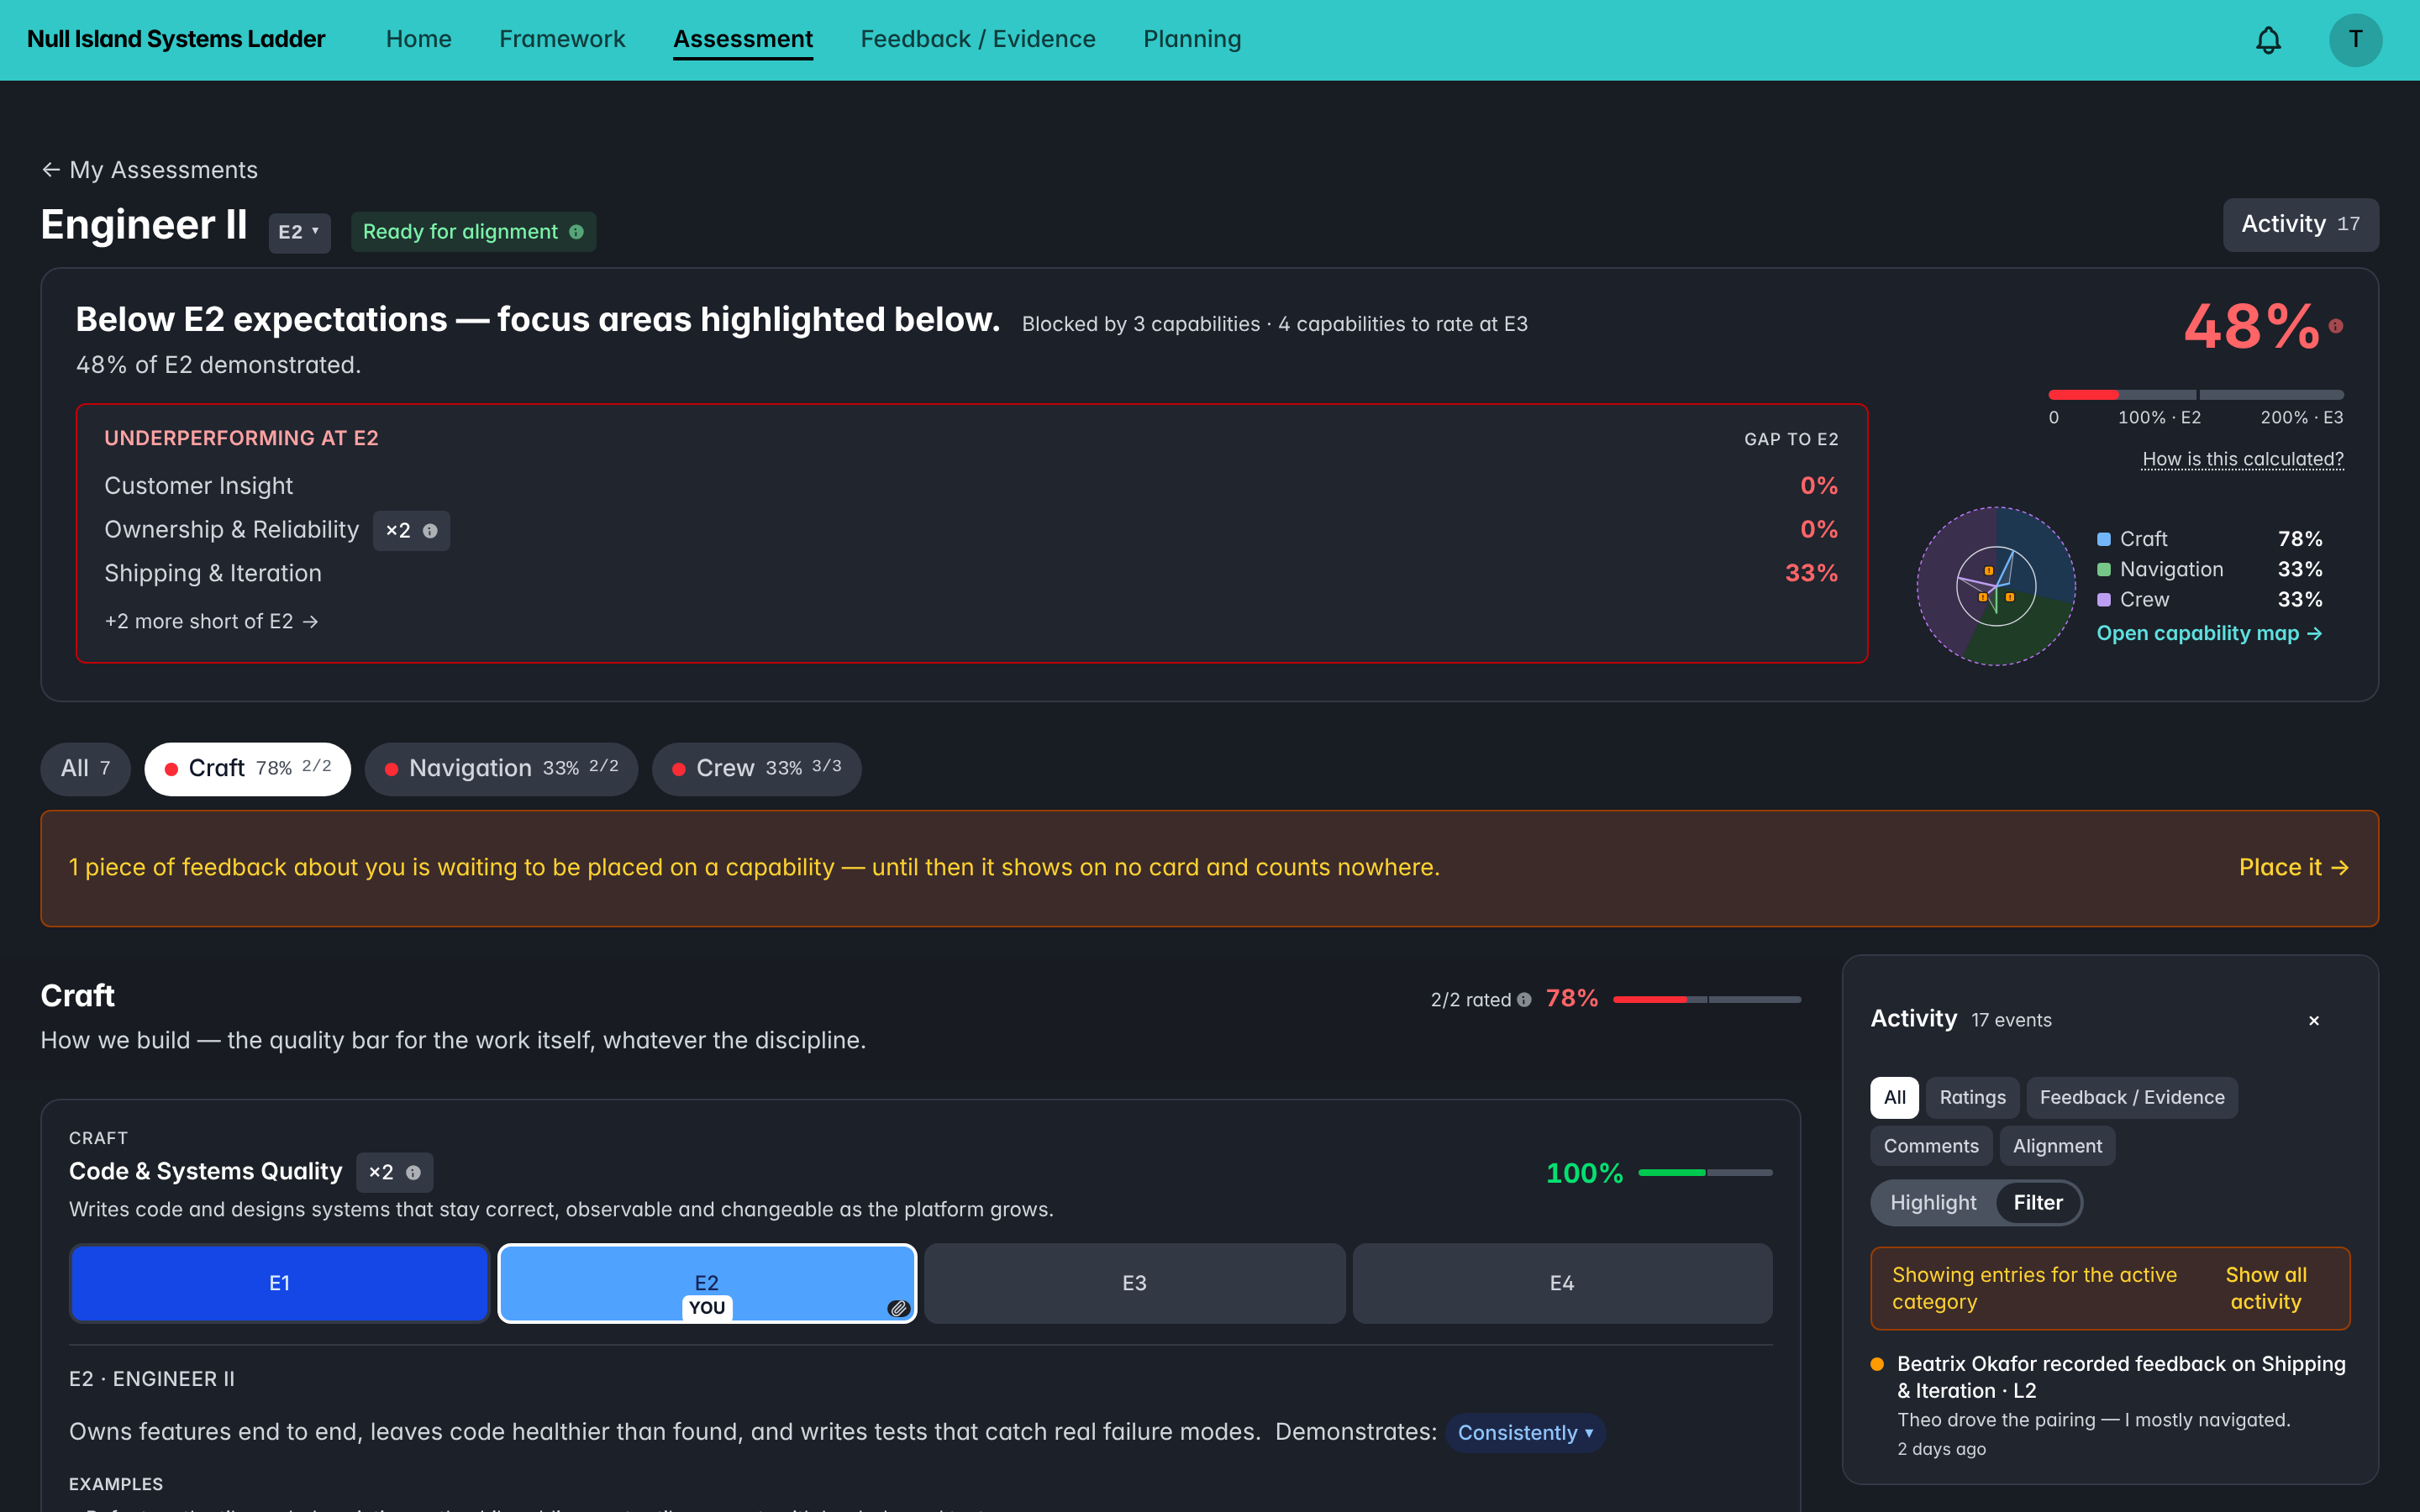 Null Island Systems Ladder
Home
Framework
Assessment
Feedback / Evidence
Planning
T
← My Assessments
Engineer II
E2 ▾
Ready for alignment
Activity 17
Below E2 expectations — focus areas highlighted below.
Blocked by 3 capabilities · 4 capabilities to rate at E3
48% of E2 demonstrated.
48%
0
100% · E2
200% · E3
How is this calculated?
UNDERPERFORMING AT E2
GAP TO E2
Customer Insight
0%
Ownership & Reliability ×2
0%
Shipping & Iteration
33%
+2 more short of E2 →
Craft 78%
Navigation 33%
Crew 33%
Open capability map →
All 7
Craft 78% 2/2
Navigation 33% 2/2
Crew 33% 3/3
1 piece of feedback about you is waiting to be placed on a capability — until then it shows on no card and counts nowhere.
Place it →
Craft
2/2 rated
78%
How we build — the quality bar for the work itself, whatever the discipline.
CRAFT
Code & Systems Quality ×2
100%
Writes code and designs systems that stay correct, observable and changeable as the platform grows.
E1
E2
YOU
E3
E4
E2 · ENGINEER II
Owns features end to end, leaves code healthier than found, and writes tests that catch real failure modes. Demonstrates: Consistently ▾
EXAMPLES
Activity 17 events
×
All
Ratings
Feedback / Evidence
Comments
Alignment
Highlight
Filter
Showing entries for the active
category
Show all
activity
Beatrix Okafor recorded feedback on Shipping
& Iteration · L2
Theo drove the pairing — I mostly navigated.
2 days ago